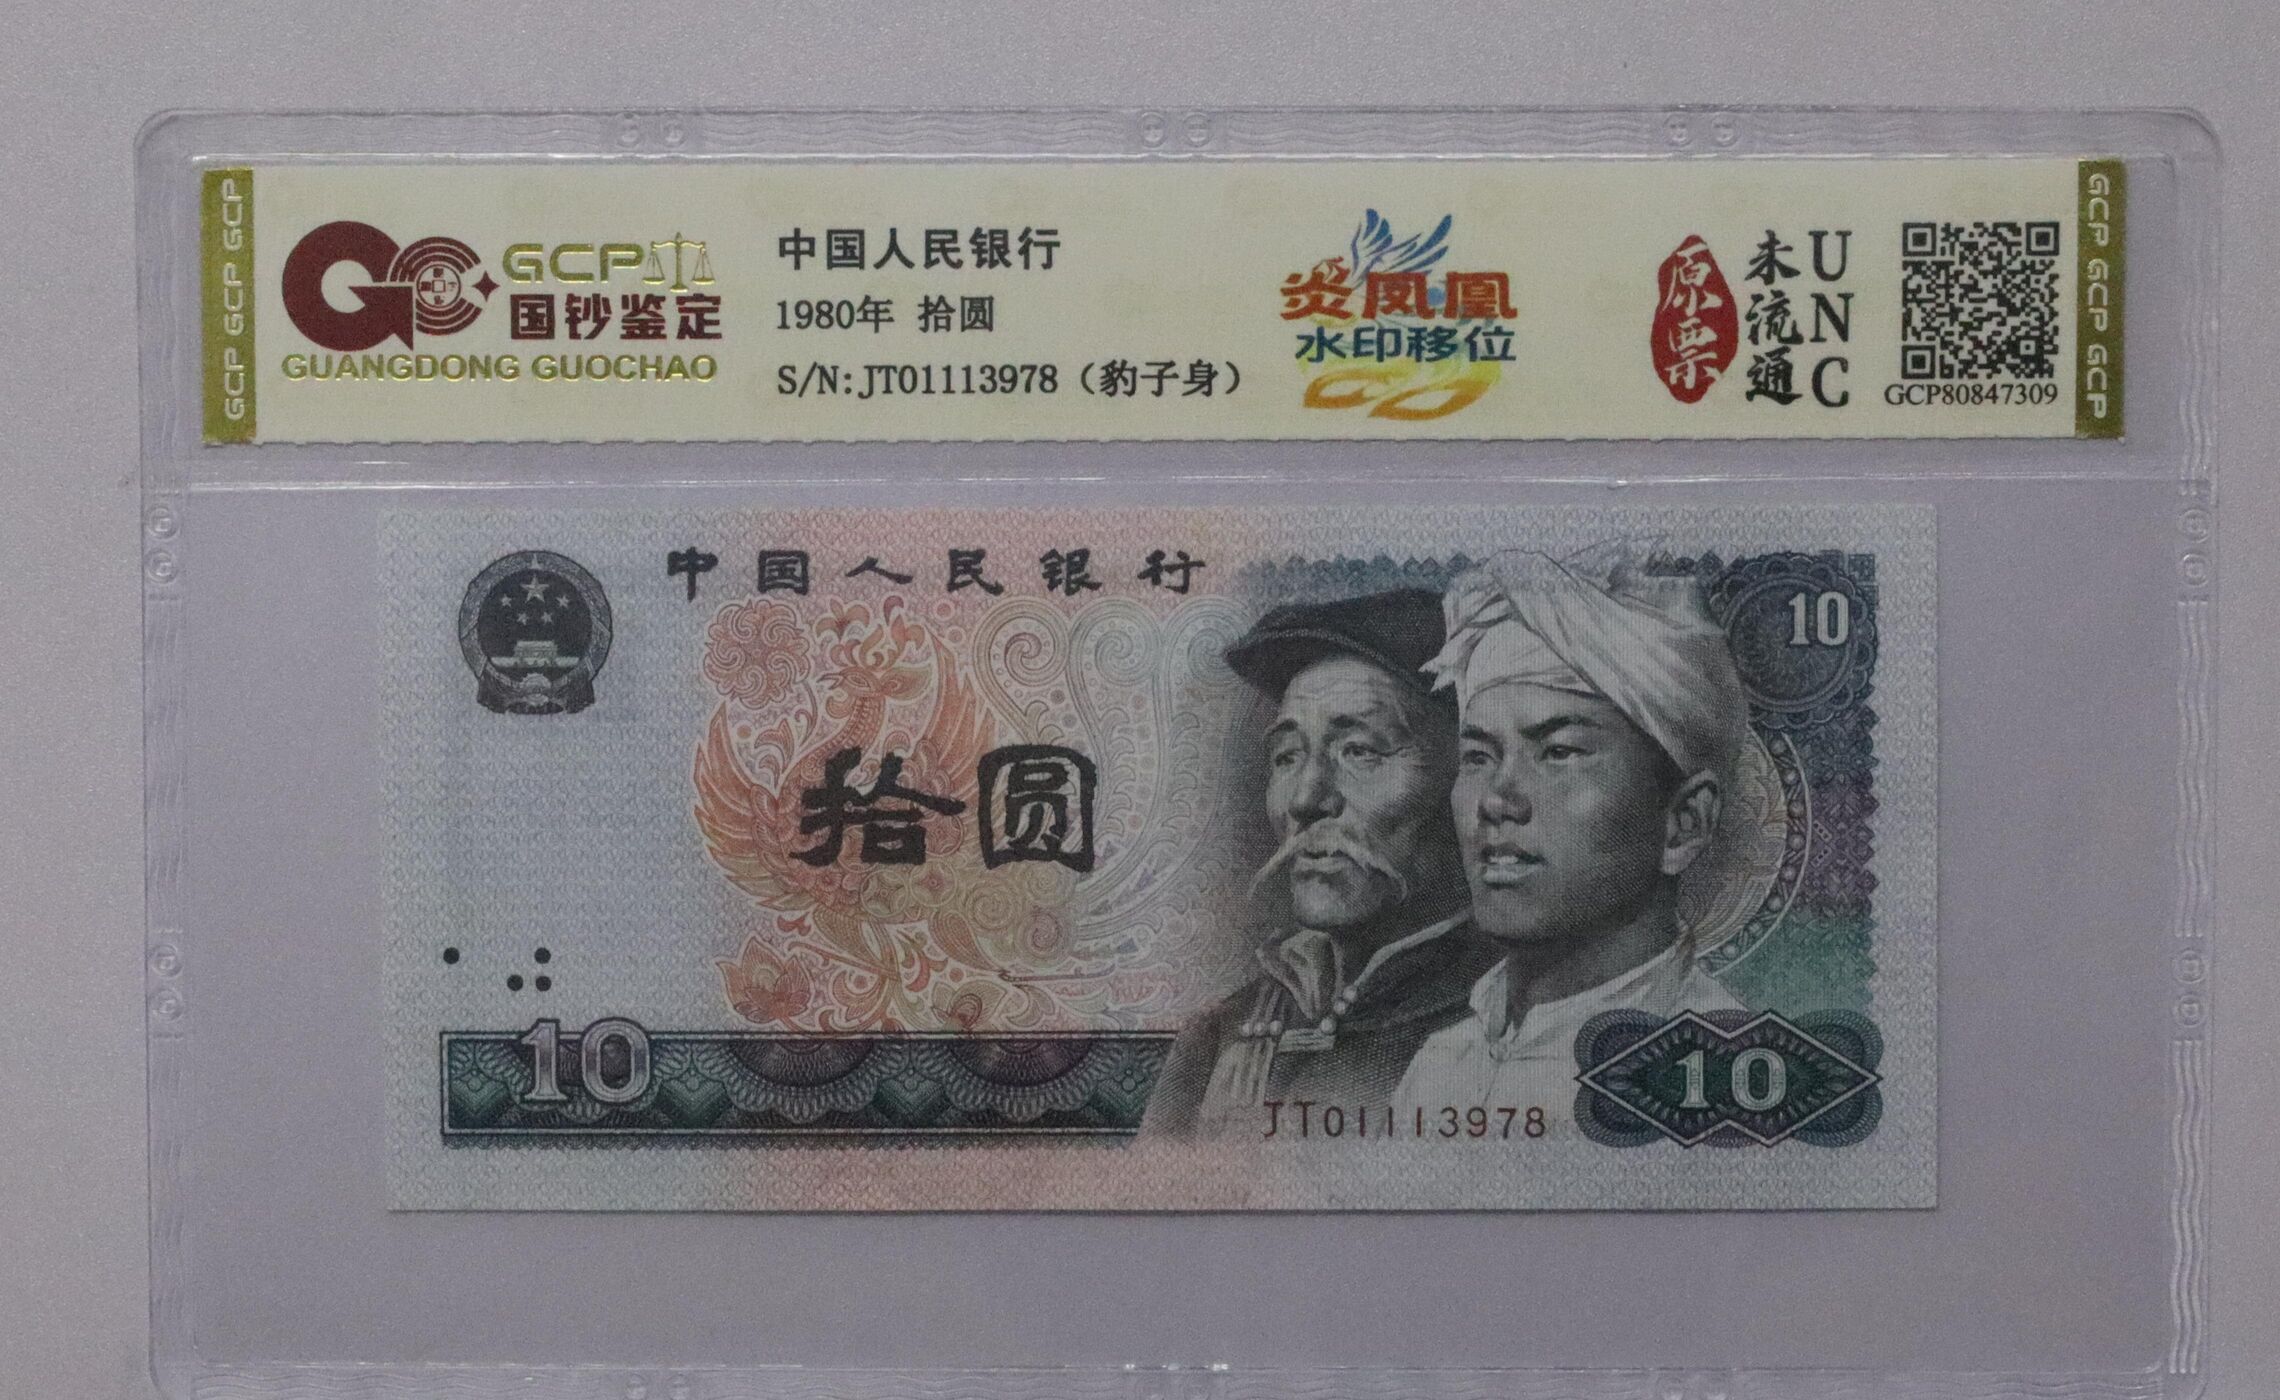 GCP GCP GCP
GCP
国钞鉴定
GUANGDONG GUOCHAO
中国人民银行
1980年 拾圆
S/N:JT01113978（豹子身）
炎凤凰
水印移位
原票
未流通
UNC
GCP80847309
GCP GCP GCP
中国人民银行
10
拾圆
10
JT01113978
10